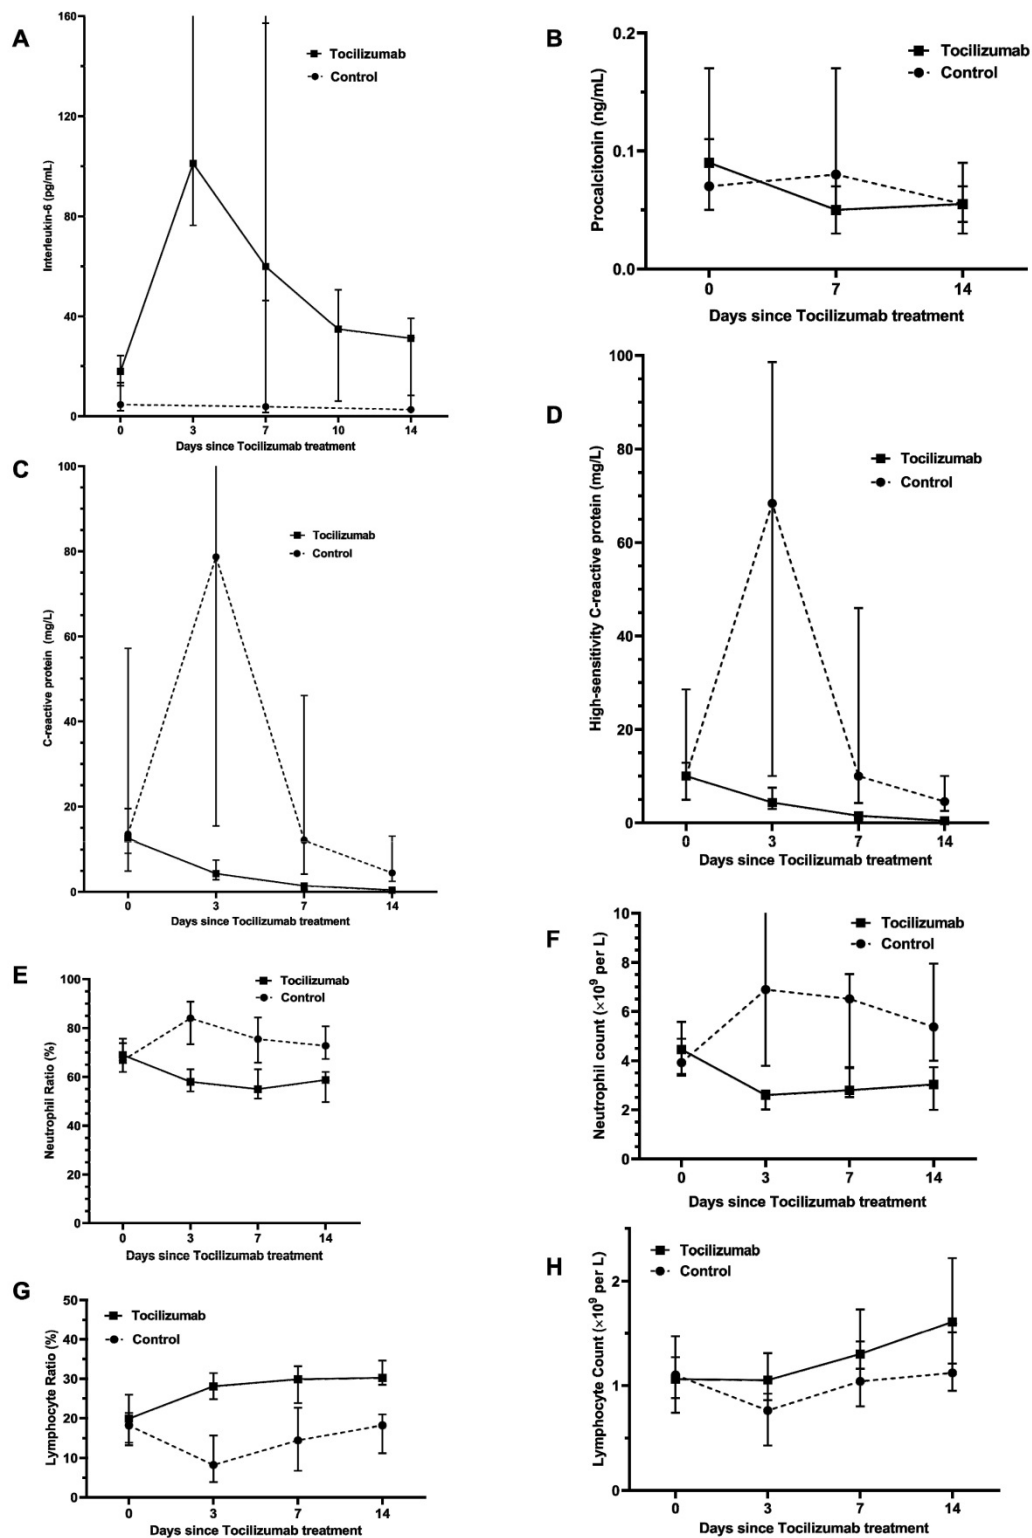 A
160
120
80
40
0
Interleukin-6 (pg/mL)
Tocilizumab
Control
0 3 7 10 14
Days since Tocilizumab treatment
B
0.2
0.1
0.0
Procalcitonin (ng/mL)
Tocilizumab
Control
0 7 14
Days since Tocilizumab treatment
C
100
80
60
40
20
0
C-reactive protein (mg/L)
Tocilizumab
Control
0 3 7 14
Days since Tocilizumab treatment
D
100
80
60
40
20
0
High-sensitivity C-reactive protein (mg/L)
Tocilizumab
Control
0 3 7 14
Days since Tocilizumab treatment
E
100
80
60
40
20
0
Neutrophil Ratio (%)
Tocilizumab
Control
0 3 7 14
Days since Tocilizumab treatment
F
10
8
6
4
2
0
Neutrophil count (×10⁹ per L)
Tocilizumab
Control
0 3 7 14
Days since Tocilizumab treatment
G
50
40
30
20
10
0
Lymphocyte Ratio (%)
Tocilizumab
Control
0 3 7 14
Days since Tocilizumab treatment
H
2
1
0
Lymphocyte Count (×10⁹ per L)
Tocilizumab
Control
0 3 7 14
Days since Tocilizumab treatment